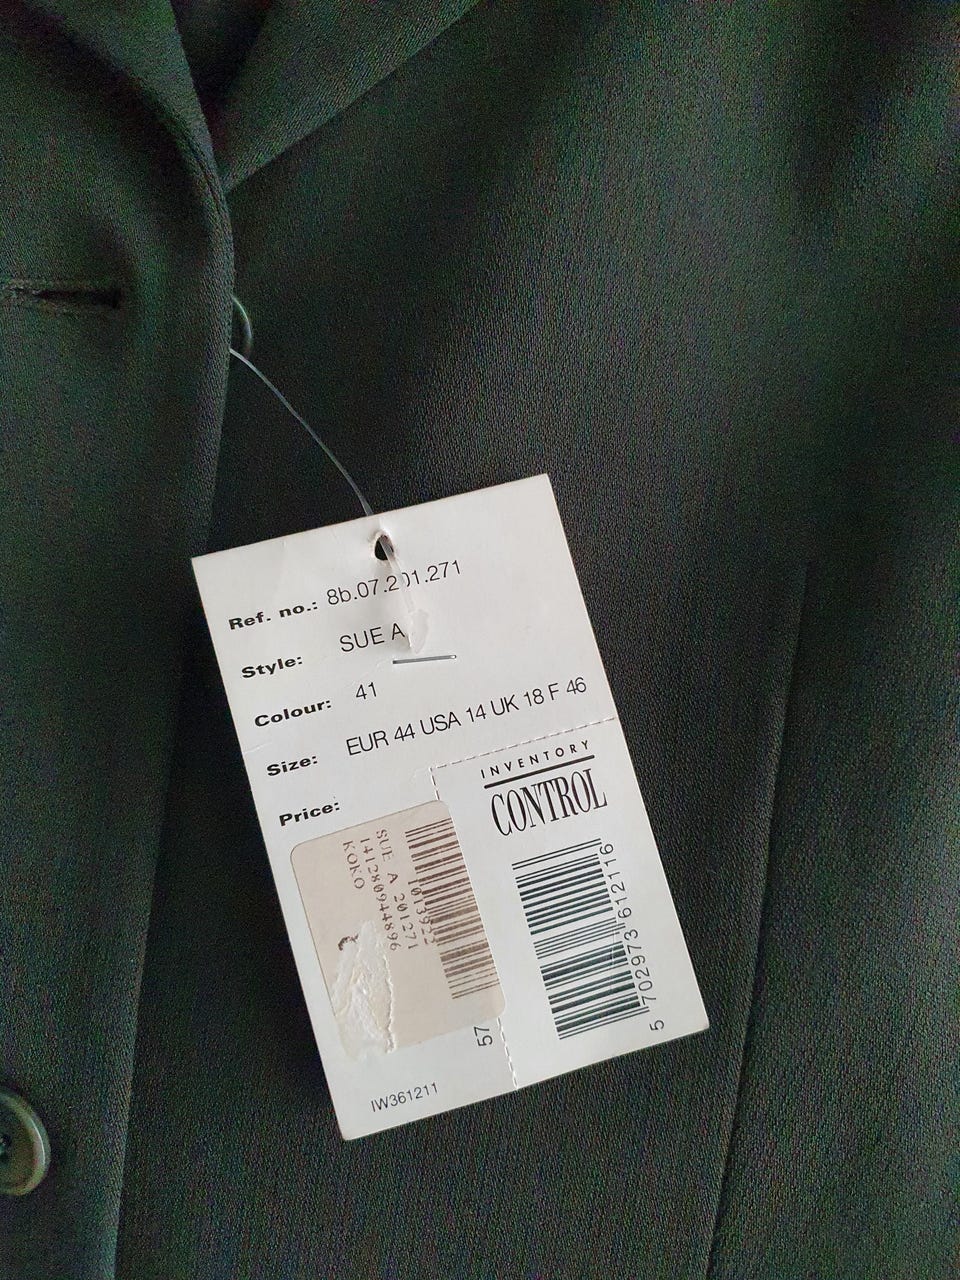 Ref. no.: 8b.07.201.271
Style: SUE A
Colour: 41
Size: EUR 44 USA 14 UK 18 F 46
Price:
INVENTORY
CONTROL
5 702973 612116
SUE A 201271
141280944896
KOKO
57
IW361211